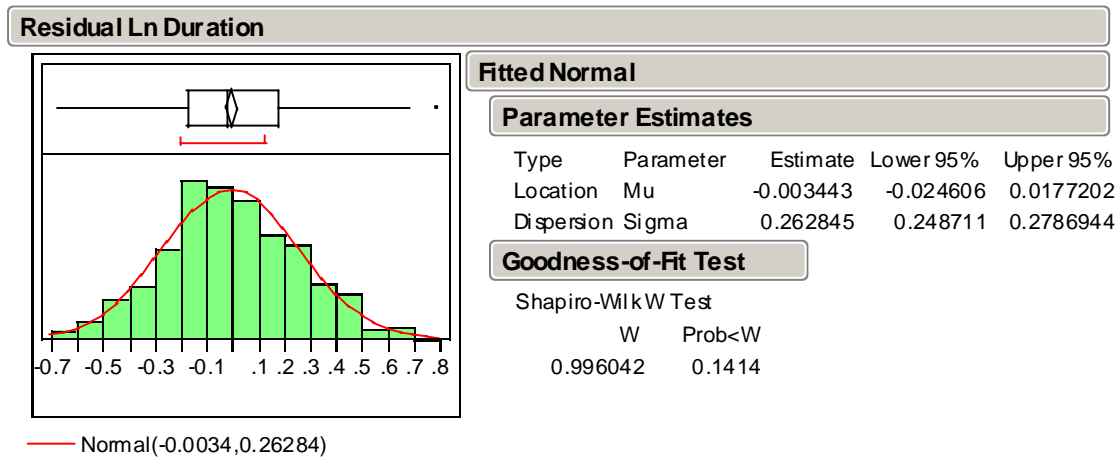 Residual Ln Duration
Fitted Normal
Parameter Estimates
Type Parameter Estimate Lower 95% Upper 95%
Location Mu -0.003443 -0.024606 0.0177202
Dispersion Sigma 0.262845 0.248711 0.2786944
Goodness-of-Fit Test
Shapiro-Wilk W Test
W Prob<W
0.996042 0.1414
-0.7 -0.5 -0.3 -0.1 .1 .2 .3 .4 .5 .6 .7 .8
Normal(-0.0034,0.26284)